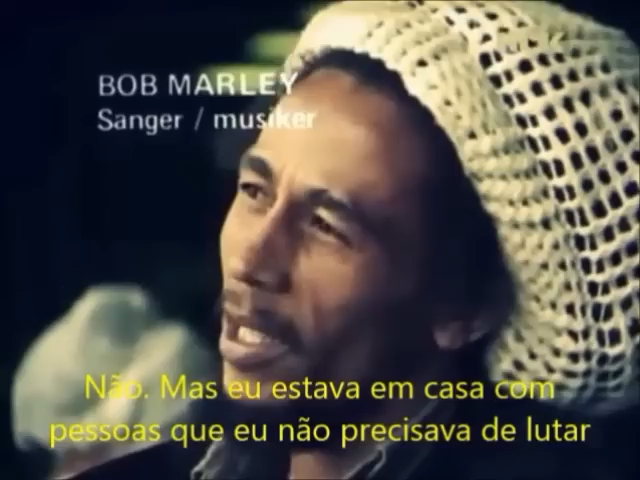 BOB MARLEY
Sanger / musiker
Não. Mas eu estava em casa com
pessoas que eu não precisava de lutar